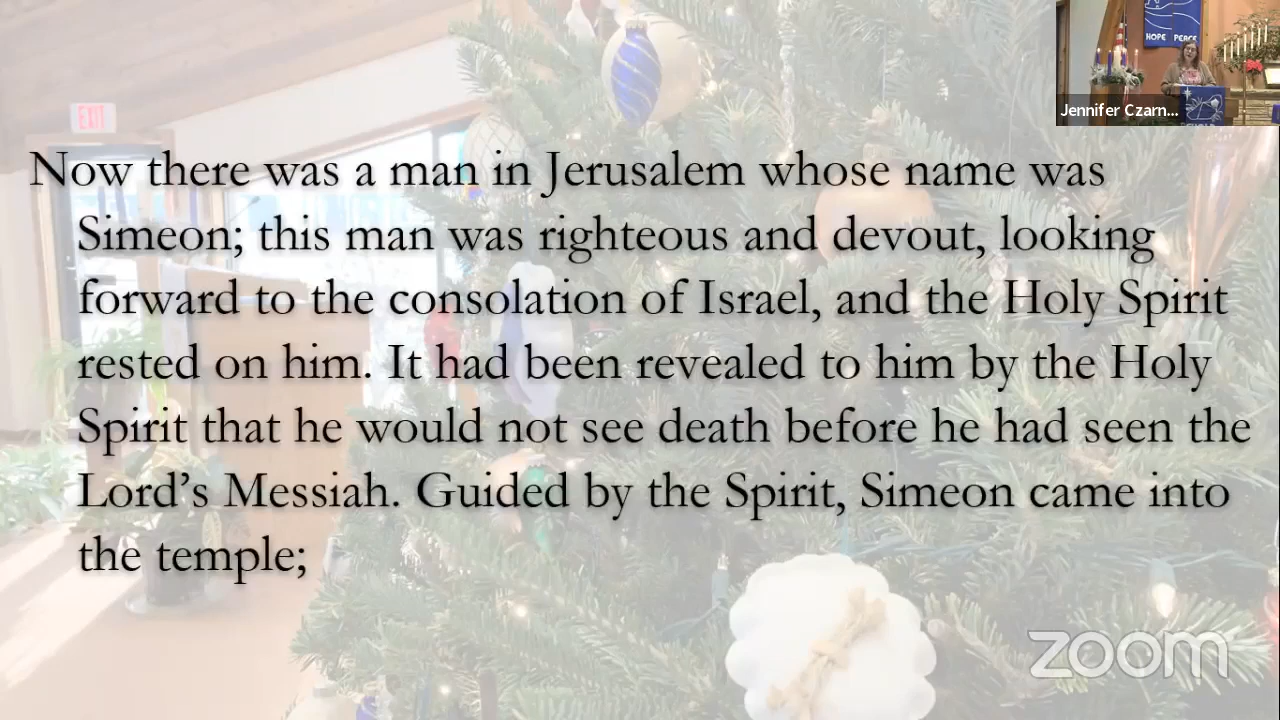 HOPE PEACE
Jennifer Czarn...
Now there was a man in Jerusalem whose name was
Simeon; this man was righteous and devout, looking
forward to the consolation of Israel, and the Holy Spirit
rested on him. It had been revealed to him by the Holy
Spirit that he would not see death before he had seen the
Lord’s Messiah. Guided by the Spirit, Simeon came into
the temple;
zoom